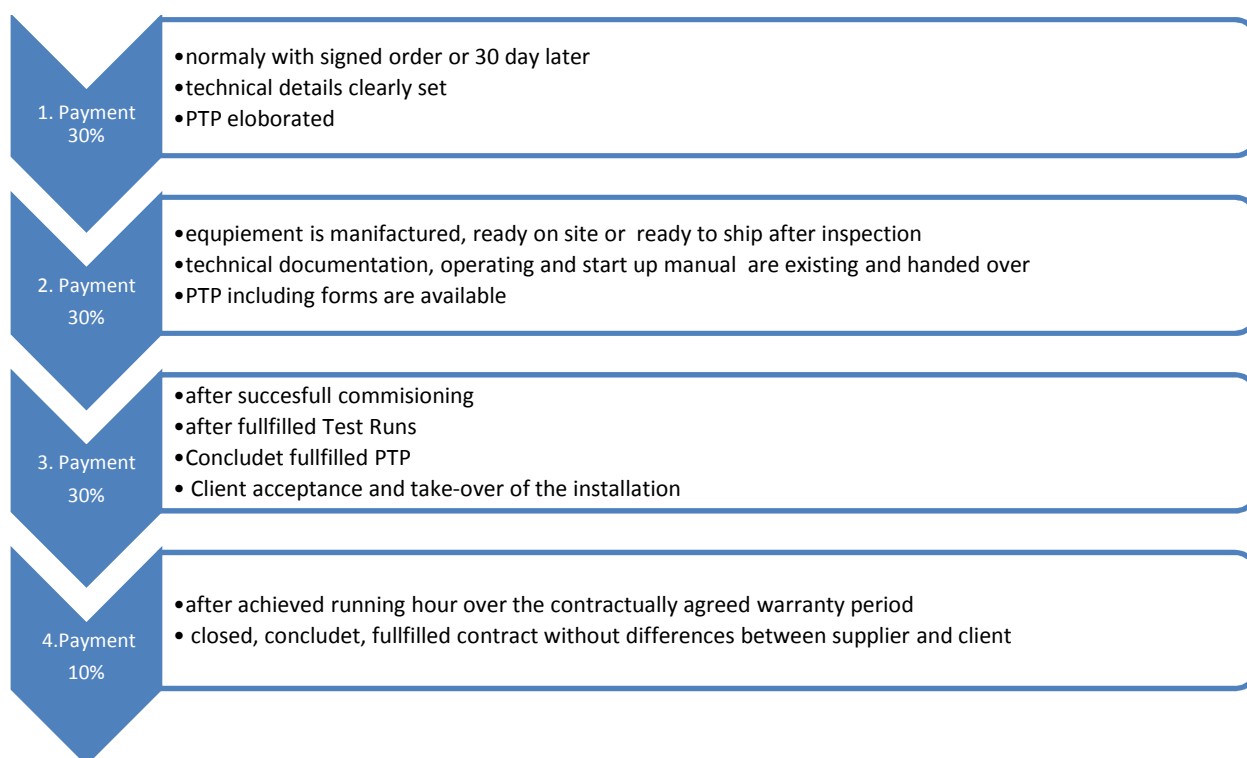 1. Payment
30%
•normaly with signed order or 30 day later
•technical details clearly set
•PTP eloborated
2. Payment
30%
•equpiement is manifactured, ready on site or  ready to ship after inspection
•technical documentation, operating and start up manual  are existing and handed over
•PTP including forms are available
3. Payment
30%
•after succesfull commisioning
•after fullfilled Test Runs
•Concludet fullfilled PTP
• Client acceptance and take-over of the installation
4.Payment
10%
•after achieved running hour over the contractually agreed warranty period
• closed, concludet, fullfilled contract without differences between supplier and client